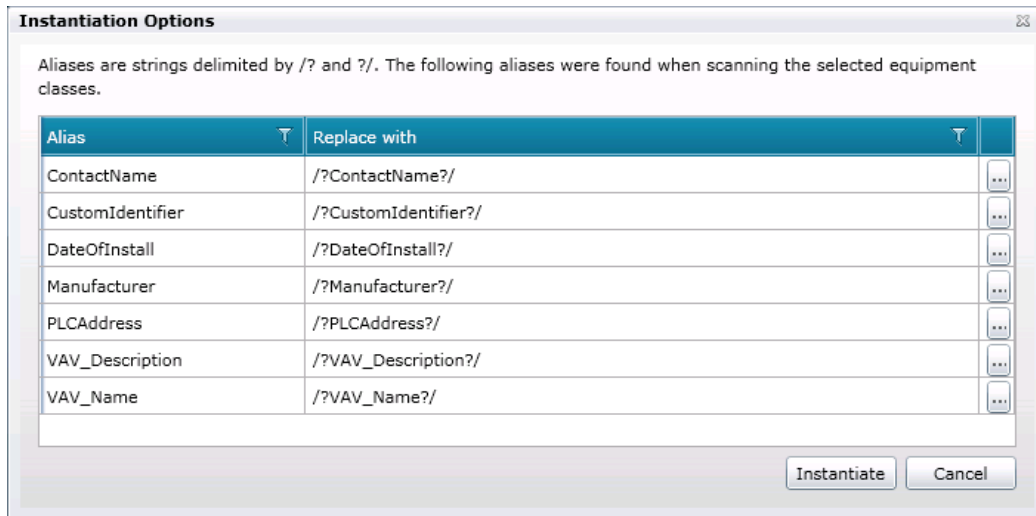 Instantiation Options
Aliases are strings delimited by /? and ?/. The following aliases were found when scanning the selected equipment
classes.
Alias Replace with
ContactName /?ContactName?/ ...
CustomIdentifier /?CustomIdentifier?/ ...
DateOfInstall /?DateOfInstall?/ ...
Manufacturer /?Manufacturer?/ ...
PLCAddress /?PLCAddress?/ ...
VAV_Description /?VAV_Description?/ ...
VAV_Name /?VAV_Name?/ ...
Instantiate Cancel